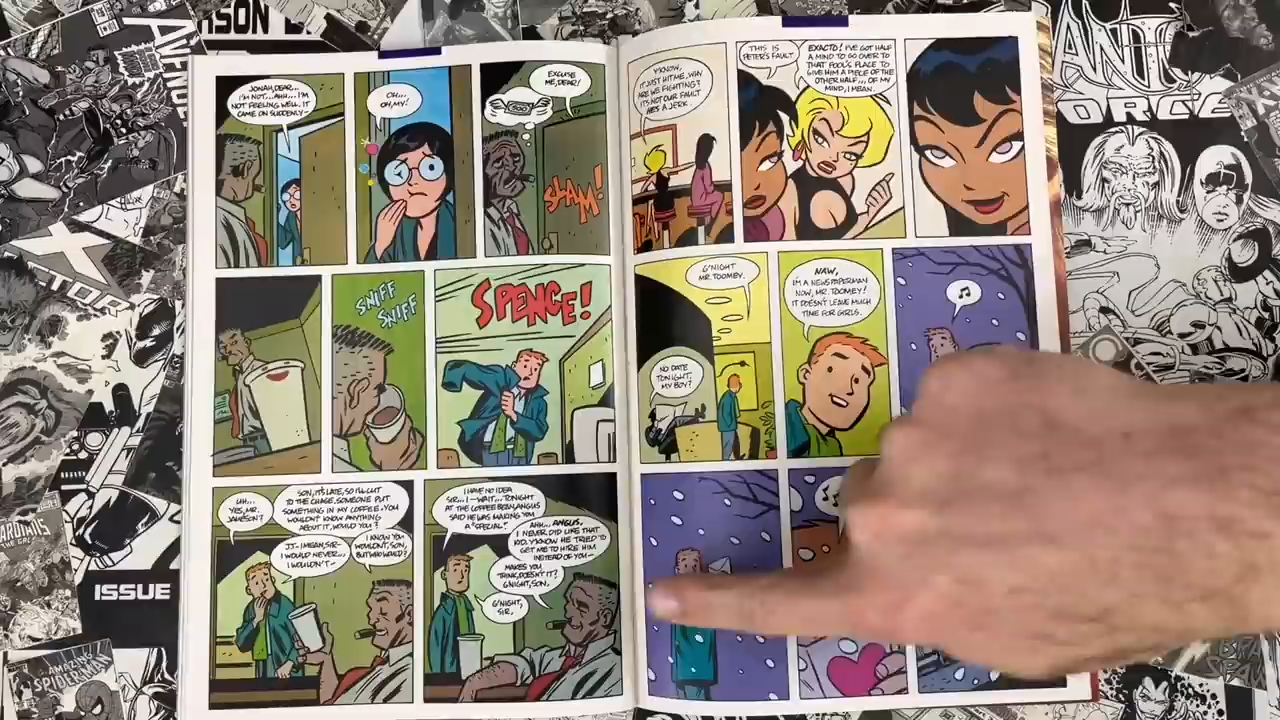 JONAH, DEAR...
I'M NOT... AHH... I'M
NOT FEELING WELL. IT
CAME ON SUDDENLY-
OH...
OH, MY!
EXCUSE
ME, DEAR!
SLAM!
SNIFF
SNIFF
SPENCE!
UH...
YES, MR.
JAMESON?
SON, IT'S LATE, SO I'LL CUT
TO THE CHASE. SOMEONE PUT
SOMETHING IN MY COFFEE. YOU
WOULDN'T KNOW ANYTHING
ABOUT IT, WOULD YOU?
JJ-I MEAN, SIR-
I WOULD NEVER...
I WOULDN'T-
I KNOW YOU
WOULDN'T, SON,
BUT WHO WOULD?
I HAVE NO IDEA
SIR... I-WAIT... TONIGHT
AT THE COFFEE BEAN, ANGUS
SAID HE WAS MAKING YOU
A "SPECIAL".
AHH... ANGUS.
I NEVER DID LIKE THAT
KID. Y'KNOW HE TRIED TO
GET ME TO HIRE HIM
INSTEAD OF YOU-
MAKES YOU
THINK, DOESN'T IT?
G'NIGHT, SON.
G'NIGHT,
SIR.
Y'KNOW,
IT JUST HIT ME, WHY
ARE WE FIGHTING?
IT'S NOT OUR FAULT
HE'S A JERK.
THIS IS
PETER'S FAULT.
EXACTO! I'VE GOT HALF
A MIND TO GO OVER TO
THAT FOOL'S PLACE TO
GIVE HIM A PIECE OF THE
OTHER HALF... OF MY
MIND, I MEAN.
G'NIGHT
MR. TOOMEY.
NO DATE
TONIGHT,
MY BOY?
NAW,
I'M A NEWSPAPERMAN
NOW, MR. TOOMEY!
IT DOESN'T LEAVE MUCH
TIME FOR GIRLS.
ISSUE
AMAZING
SPIDER-MAN